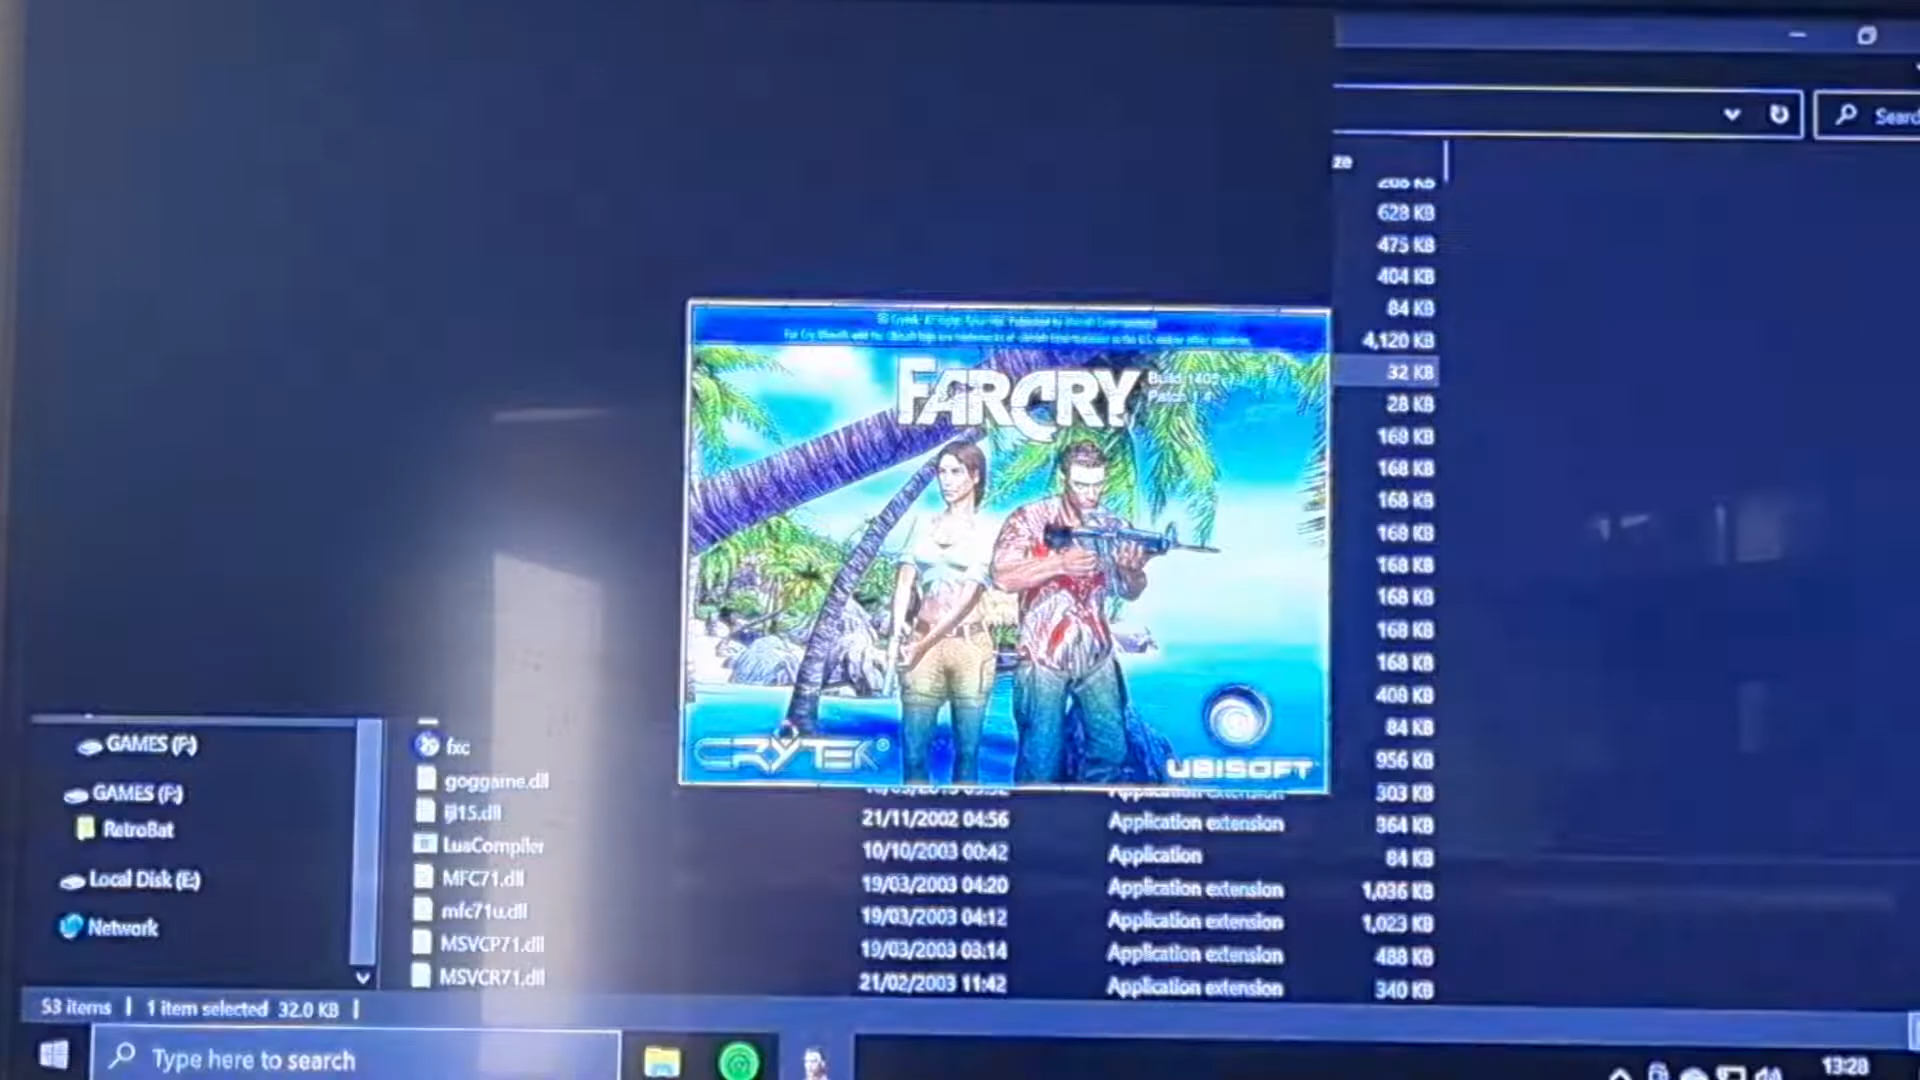 Search
628 KB
475 KB
404 KB
84 KB
4,120 KB
32 KB
28 KB
168 KB
168 KB
168 KB
168 KB
168 KB
168 KB
168 KB
168 KB
408 KB
84 KB
956 KB
303 KB
FARCRY
CRYTEK®
UBISOFT
GAMES (F:)
GAMES (F:)
RetroBat
Local Disk (E:)
Network
fxc
goggame.dll
ijl15.dll 21/11/2002 04:56 Application extension 364 KB
LuaCompiler 10/10/2003 00:42 Application 84 KB
MFC71.dll 19/03/2003 04:20 Application extension 1,036 KB
mfc71u.dll 19/03/2003 04:12 Application extension 1,023 KB
MSVCP71.dll 19/03/2003 03:14 Application extension 488 KB
MSVCR71.dll 21/02/2003 11:42 Application extension 340 KB
53 items 1 item selected 32.0 KB
Type here to search
13:28